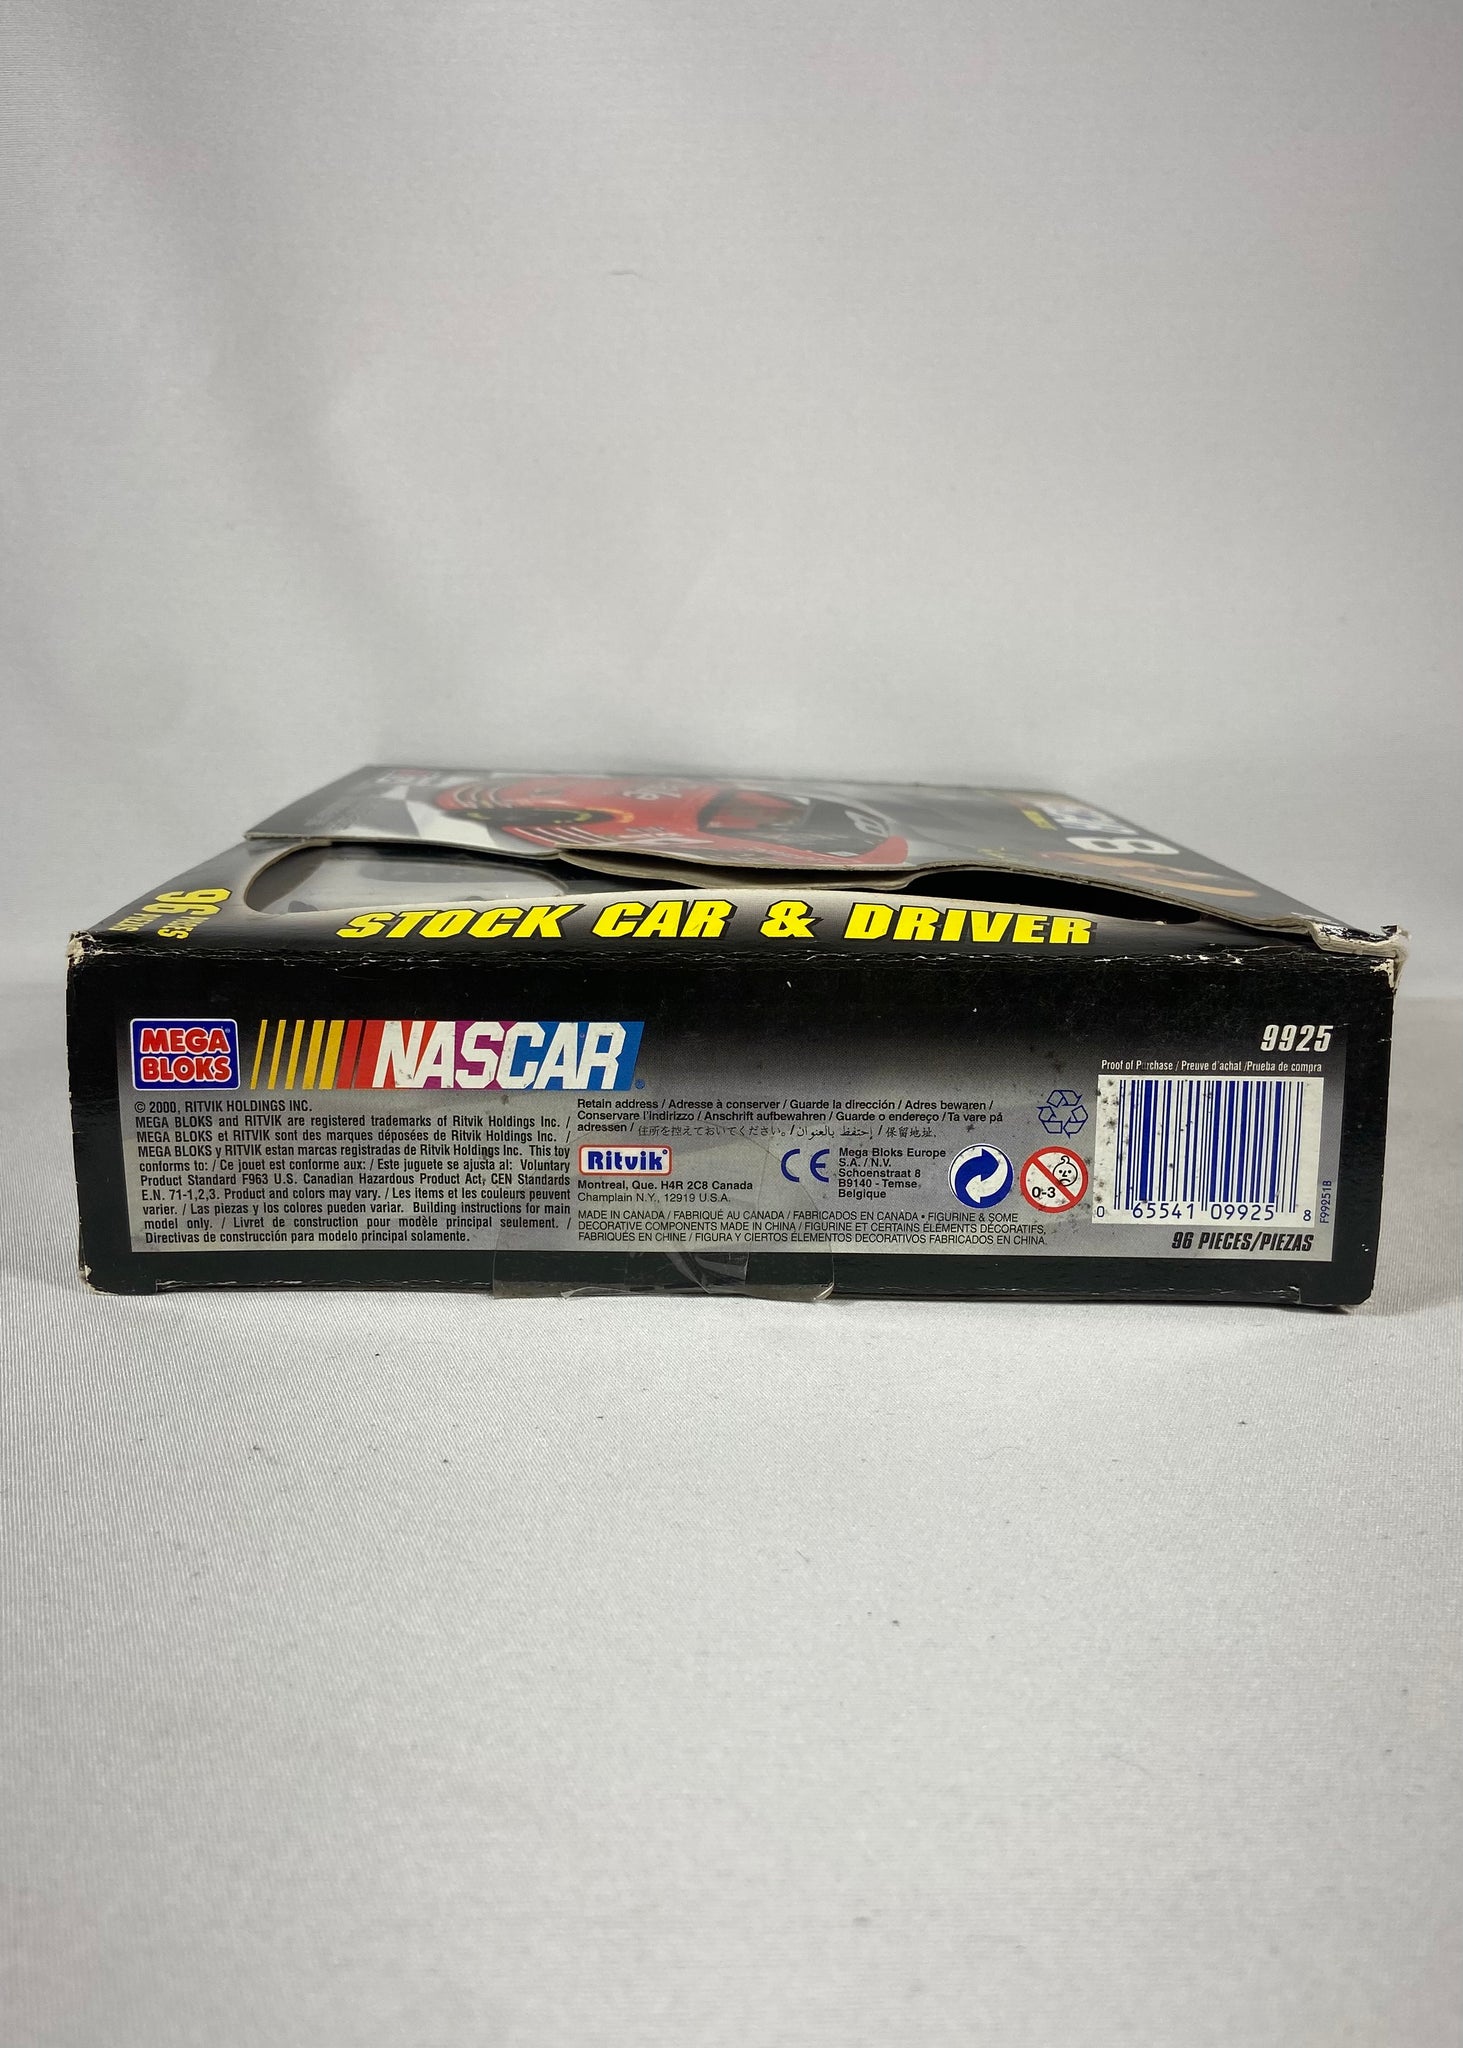 8
96
PIECES
STOCK CAR & DRIVER
MEGA
BLOKS
NASCAR
9925
Proof of Purchase / Preuve d'achat /Prueba de compra
© 2000, RITVIK HOLDINGS INC.
MEGA BLOKS and RITVIK are registered trademarks of Ritvik Holdings Inc. /
MEGA BLOKS et RITVIK sont des marques déposées de Ritvik Holdings Inc. /
MEGA BLOKS y RITVIK estan marcas registradas de Ritvik Holdings Inc. This toy
conforms to: / Ce jouet est conforme aux: / Este juguete se ajusta al: Voluntary
Product Standard F963 U.S. Canadian Hazardous Product Act, CEN Standards
E.N. 71-1,2,3. Product and colors may vary. / Les items et les couleurs peuvent
varier. / Las piezas y los colores pueden variar. Building instructions for main
model only. / Livret de construction pour modèle principal seulement. /
Directivas de construcción para modelo principal solamente.
Retain address / Adresse à conserver / Guarde la dirección / Adres bewaren /
Conservare l'indirizzo / Anschrift aufbewahren / Guarde o endereço / Ta vare på
adressen / 住所を控えておいてください。/ إحتفظ بالعنوان / 保留地址.
Ritvik
Montreal, Que. H4R 2C8 Canada
Champlain N.Y., 12919 U.S.A.
CE
Mega Bloks Europe
S.A. / N.V.
Schoenstraat 8
B9140 - Temse
Belgique
0-3
MADE IN CANADA / FABRIQUÉ AU CANADA / FABRICADOS EN CANADA • FIGURINE & SOME
DECORATIVE COMPONENTS MADE IN CHINA / FIGURINE ET CERTAINS ÉLÉMENTS DÉCORATIFS,
FABRIQUÉS EN CHINE / FIGURA Y CIERTOS ELEMENTOS DECORATIVOS FABRICADOS EN CHINA.
0 65541 09925 8
F99251B
96 PIECES/PIEZAS